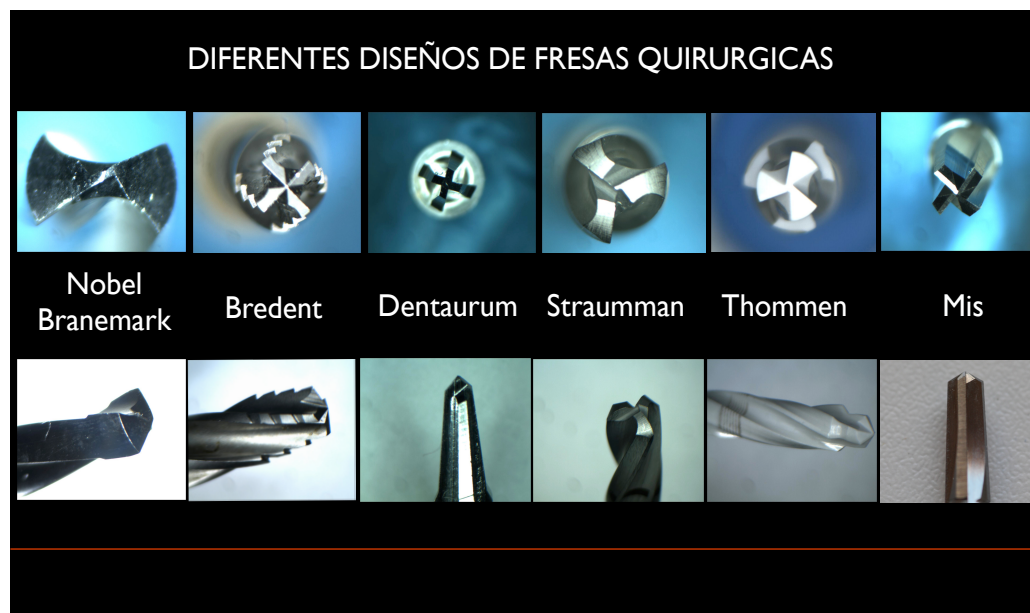 DIFERENTES DISEÑOS DE FRESAS QUIRURGICAS
Nobel
Branemark
Bredent
Dentaurum
Straumman
Thommen
Mis